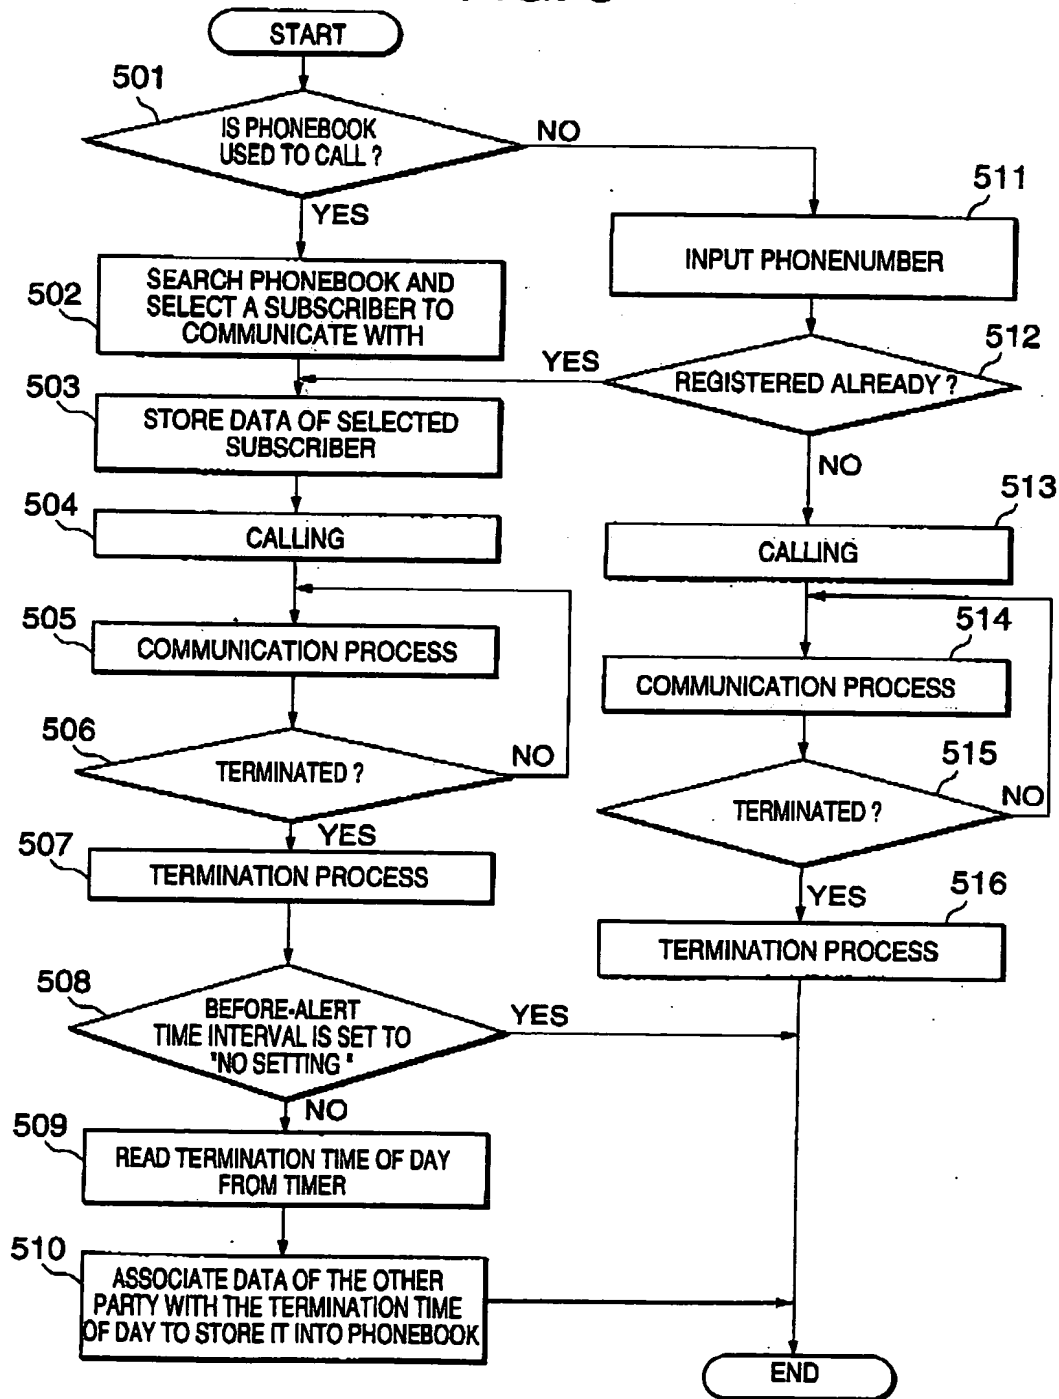 START
501
IS PHONEBOOK
USED TO CALL ?
NO
YES
511
INPUT PHONENUMBER
502
SEARCH PHONEBOOK AND
SELECT A SUBSCRIBER TO
COMMUNICATE WITH
512
REGISTERED ALREADY ?
YES
NO
503
STORE DATA OF SELECTED
SUBSCRIBER
504
CALLING
513
CALLING
505
COMMUNICATION PROCESS
514
COMMUNICATION PROCESS
506
TERMINATED ?
NO
YES
515
TERMINATED ?
NO
YES
507
TERMINATION PROCESS
516
TERMINATION PROCESS
508
BEFORE-ALERT
TIME INTERVAL IS SET TO
"NO SETTING "
YES
NO
509
READ TERMINATION TIME OF DAY
FROM TIMER
510
ASSOCIATE DATA OF THE OTHER
PARTY WITH THE TERMINATION TIME
OF DAY TO STORE IT INTO PHONEBOOK
END